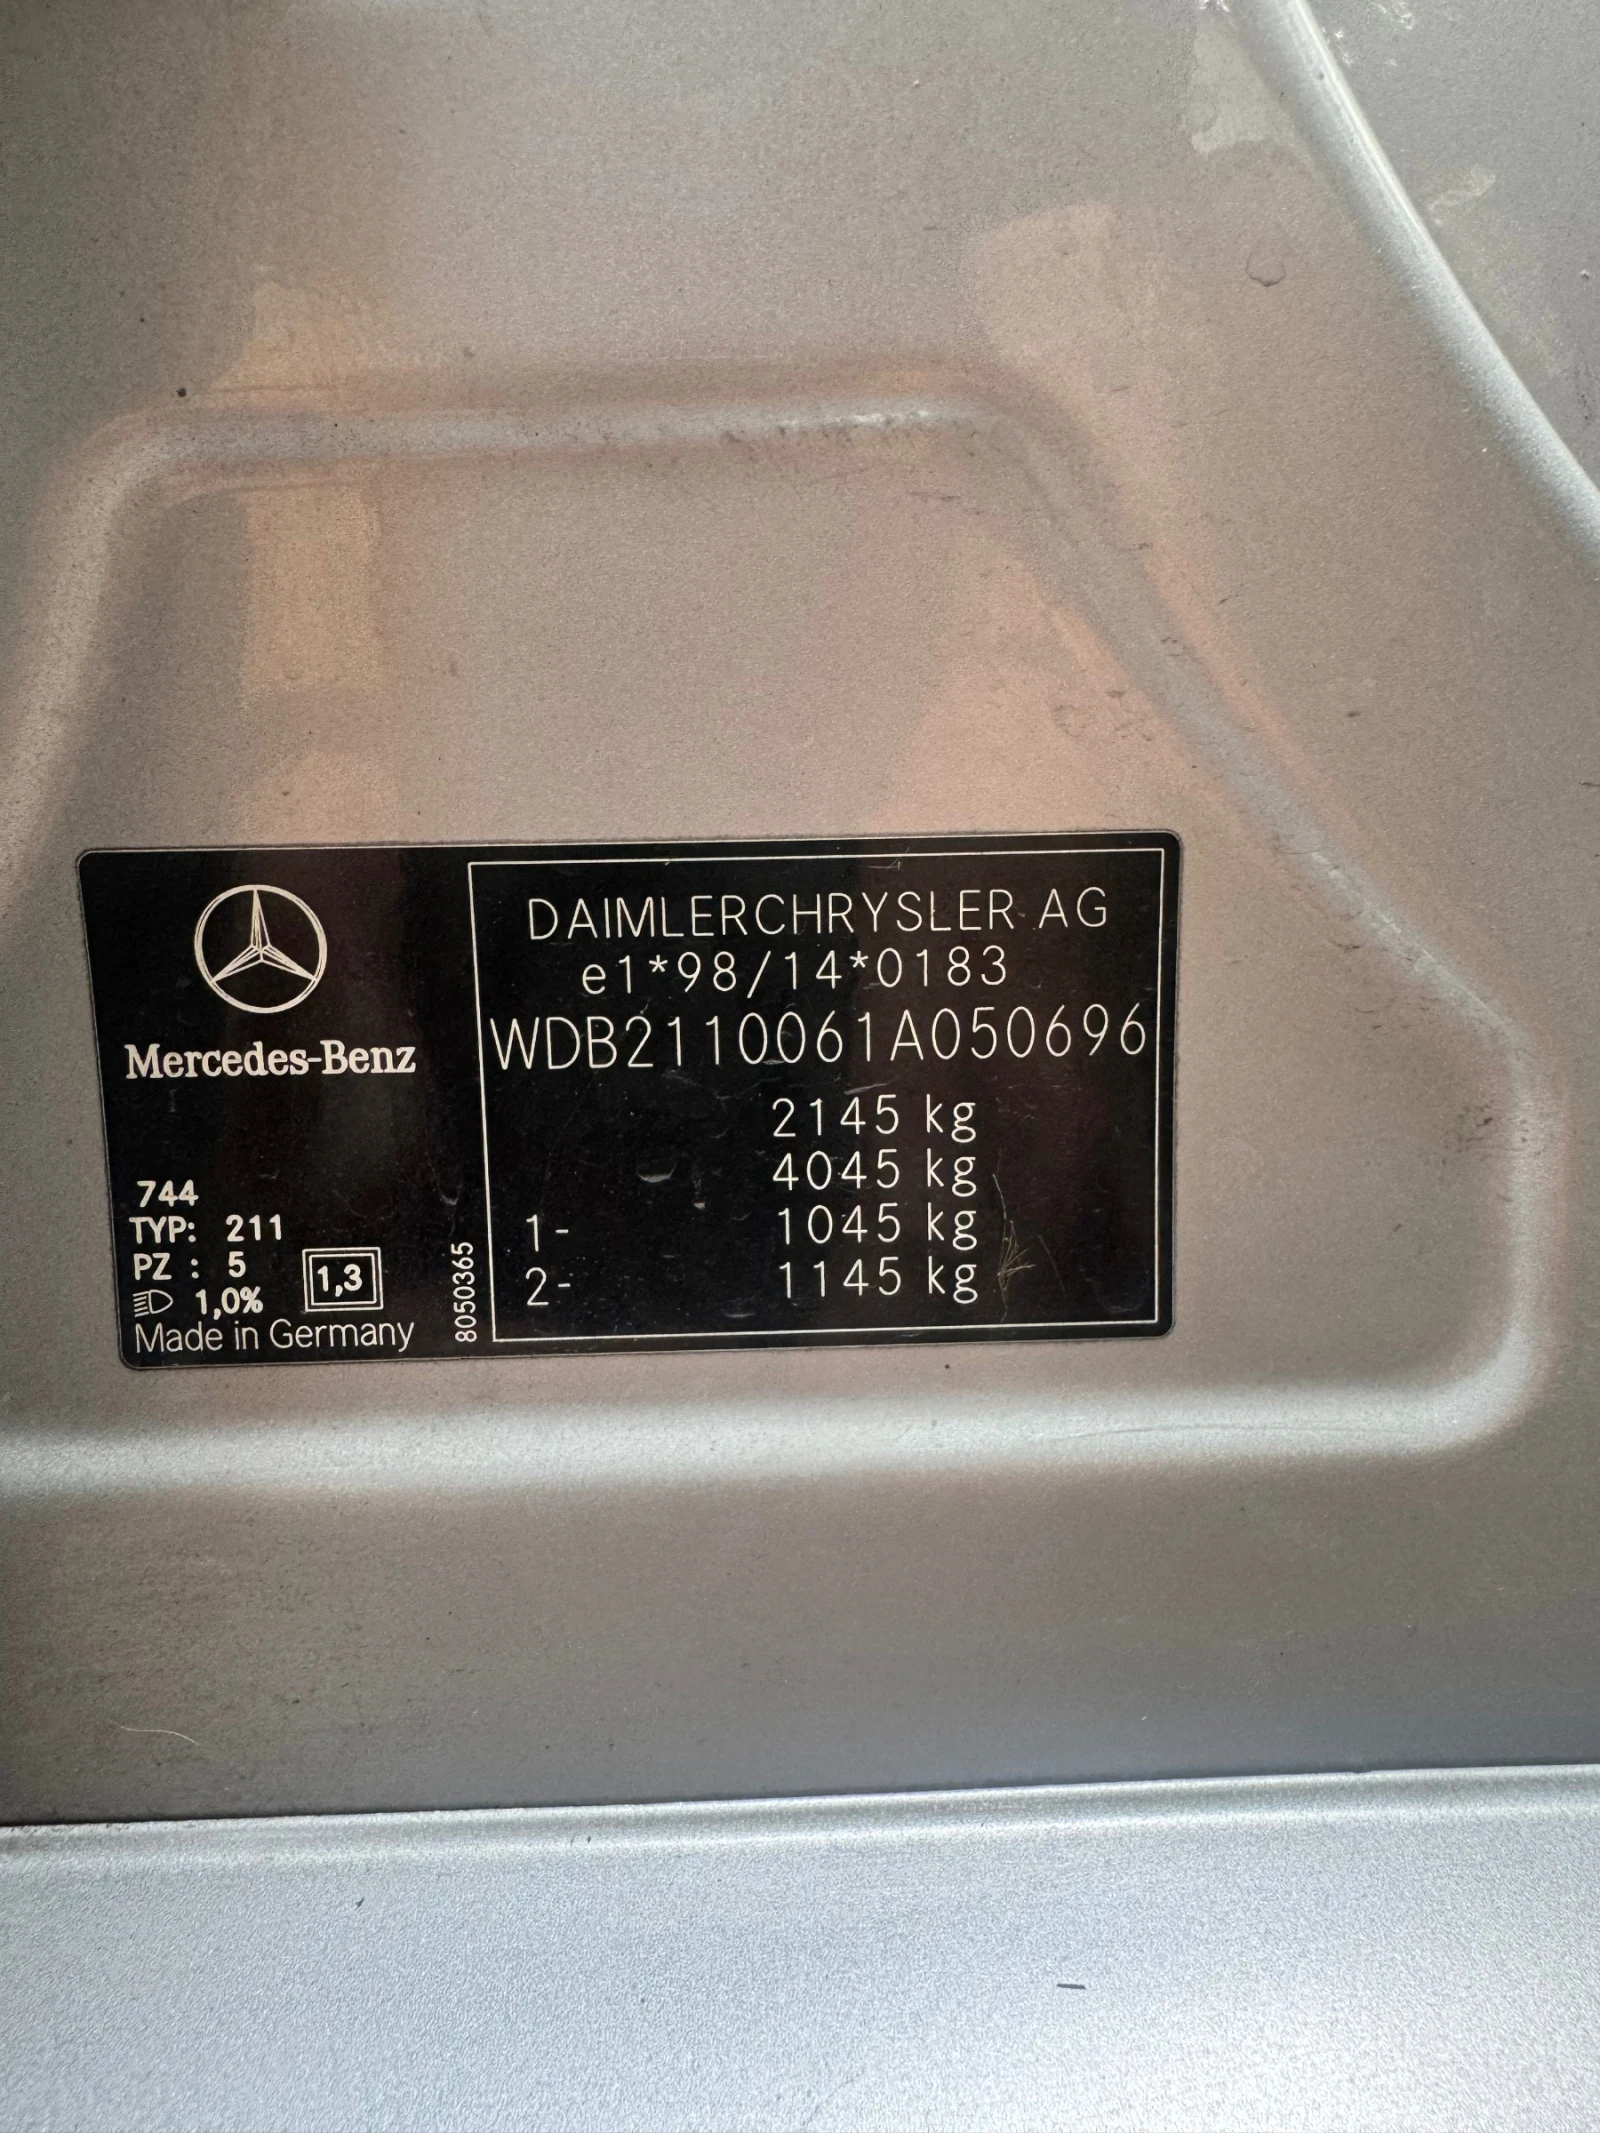 Mercedes-Benz
744
TYP: 211
PZ : 5
1,0%
1,3
Made in Germany
8050365
DAIMLERCHRYSLER AG
e1*98/14*0183
WDB2110061A050696
2145 kg
4045 kg
1- 1045 kg
2- 1145 kg